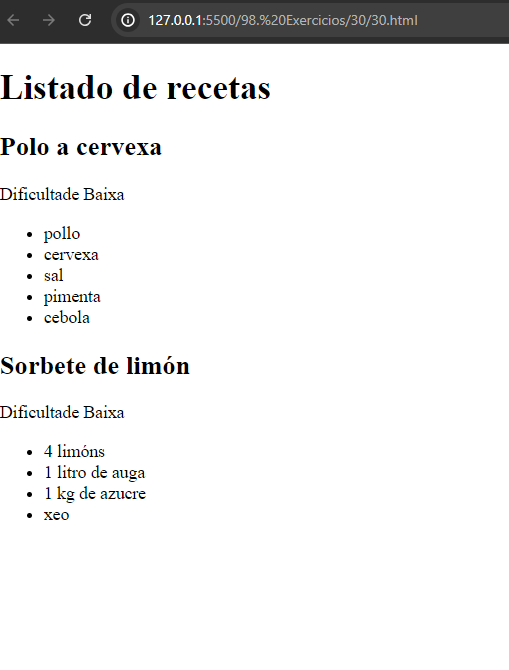 127.0.0.1:5500/98.%20Exercicios/30/30.html
Listado de recetas
Polo a cervexa
Dificultade Baixa
pollo
cervexa
sal
pimenta
cebola
Sorbete de limón
Dificultade Baixa
4 limóns
1 litro de auga
1 kg de azucre
xeo